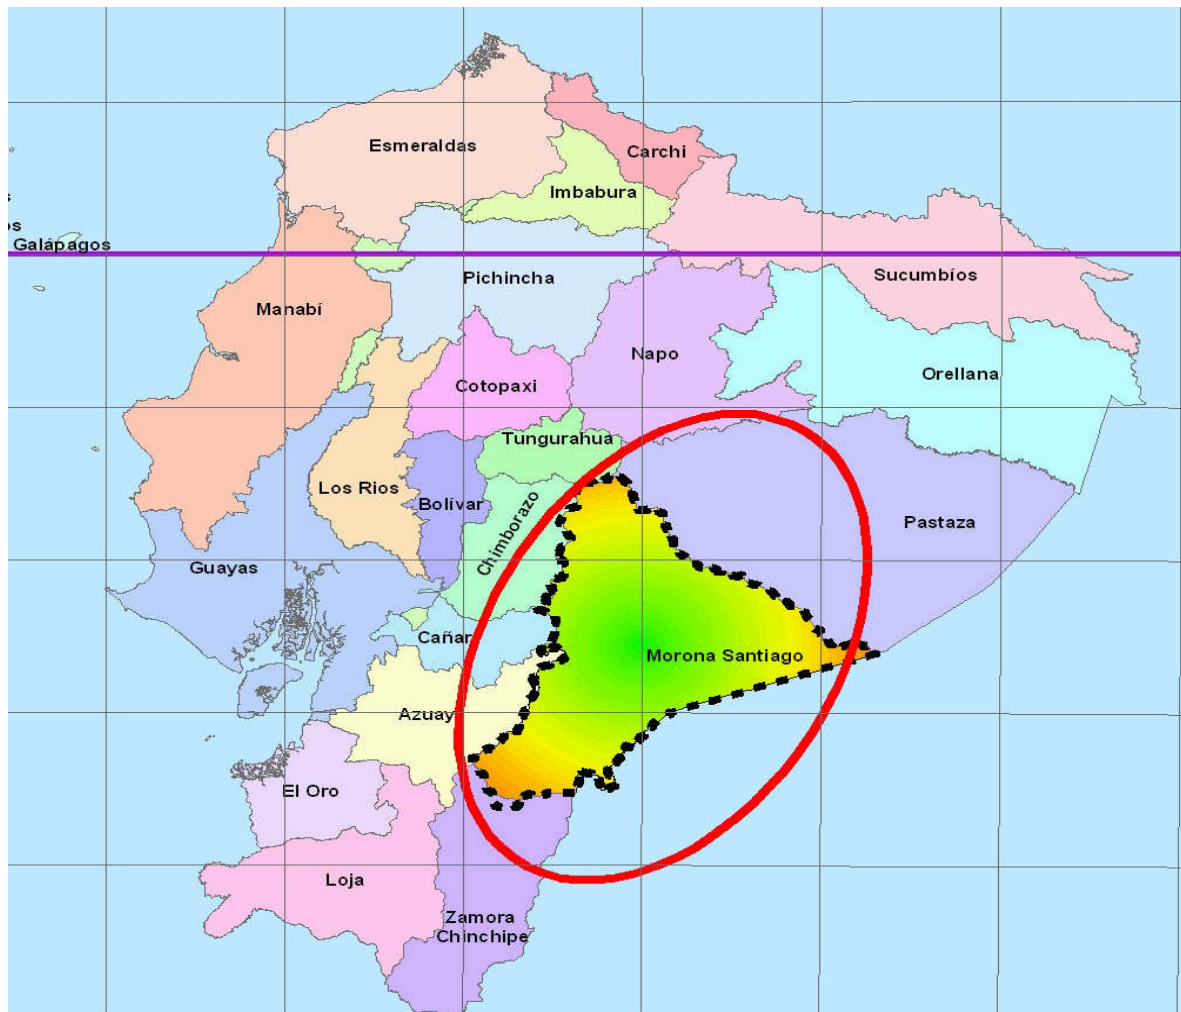 Esmeraldas
Carchi
Imbabura
Galápagos
Pichincha
Sucumbíos
Manabí
Napo
Orellana
Cotopaxi
Tungurahua
Los Rios
Bolívar
Chimborazo
Pastaza
Guayas
Cañar
Morona Santiago
Azuay
El Oro
Loja
Zamora
Chinchipe